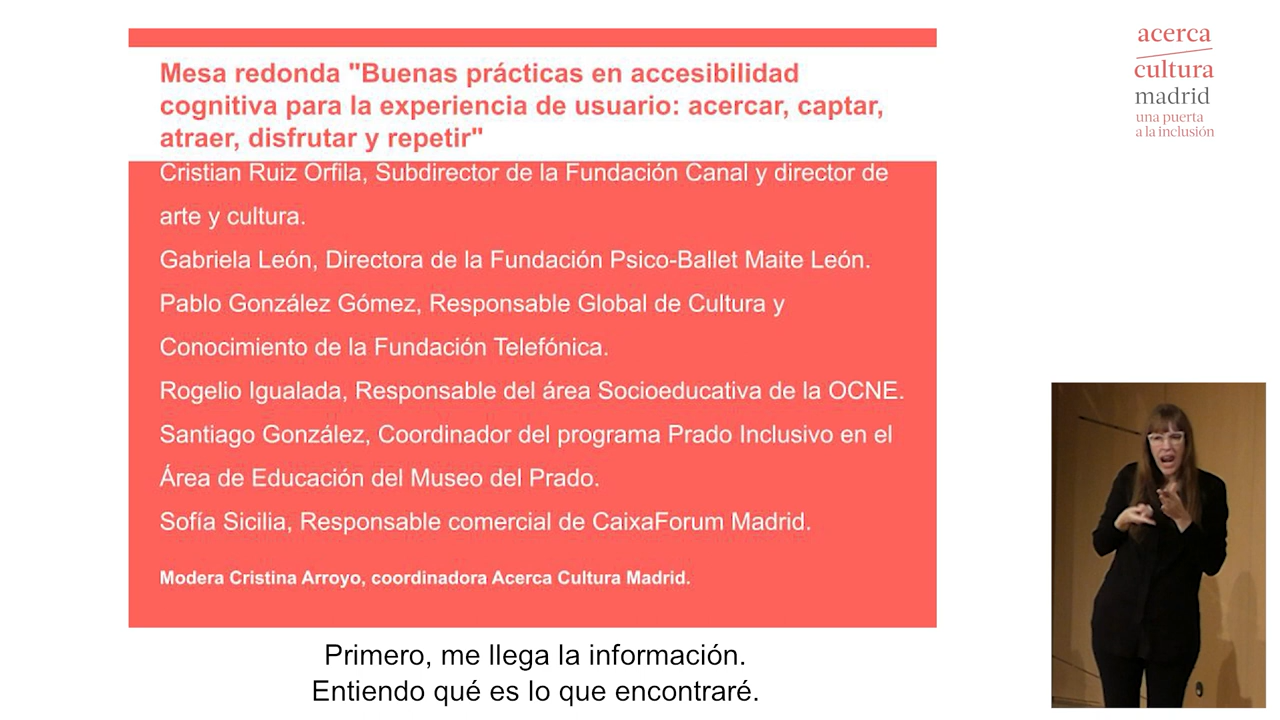 Mesa redonda "Buenas prácticas en accesibilidad
cognitiva para la experiencia de usuario: acercar, captar,
atraer, disfrutar y repetir"
Cristian Ruiz Orfila, Subdirector de la Fundación Canal y director de
arte y cultura.
Gabriela León, Directora de la Fundación Psico-Ballet Maite León.
Pablo González Gómez, Responsable Global de Cultura y
Conocimiento de la Fundación Telefónica.
Rogelio Igualada, Responsable del área Socioeducativa de la OCNE.
Santiago González, Coordinador del programa Prado Inclusivo en el
Área de Educación del Museo del Prado.
Sofía Sicilia, Responsable comercial de CaixaForum Madrid.
Modera Cristina Arroyo, coordinadora Acerca Cultura Madrid.
Primero, me llega la información.
Entiendo qué es lo que encontraré.
acerca
cultura
madrid
una puerta
a la inclusión